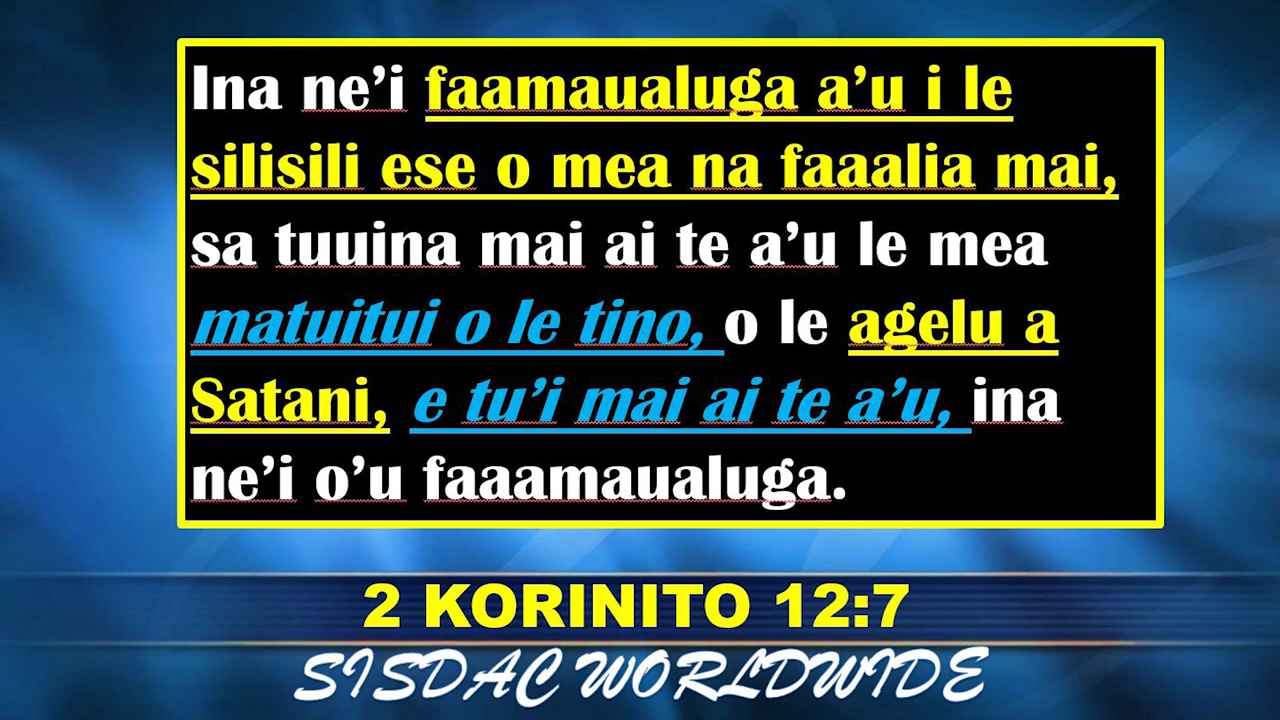 Ina ne’i faamaualuga a’u i le
silisili ese o mea na faaalia mai,
sa tuuina mai ai te a’u le mea
matuitui o le tino, o le agelu a
Satani, e tu’i mai ai te a’u, ina
ne’i o’u faaamaualuga.
2 KORINITO 12:7
SISDAC WORLDWIDE